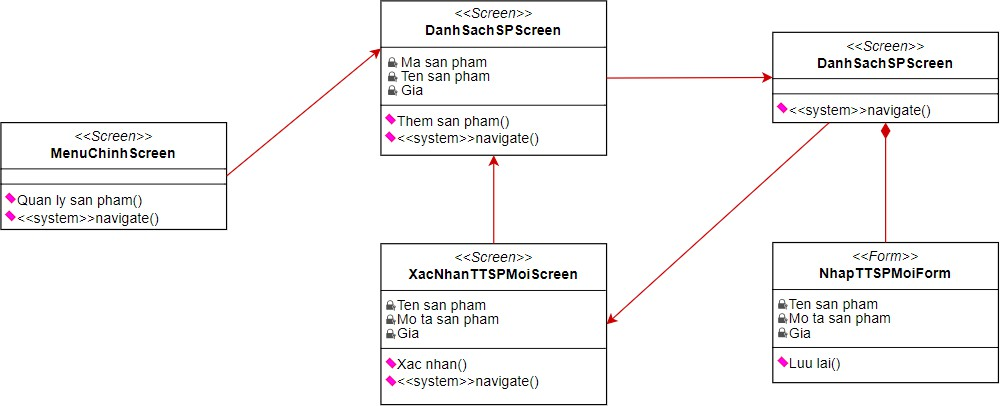 <<Screen>>
MenuChinhScreen
Quan ly san pham()
<<system>>navigate()
<<Screen>>
DanhSachSPScreen
Ma san pham
Ten san pham
Gia
Them san pham()
<<system>>navigate()
<<Screen>>
DanhSachSPScreen
<<system>>navigate()
<<Screen>>
XacNhanTTSPMoiScreen
Ten san pham
Mo ta san pham
Gia
Xac nhan()
<<system>>navigate()
<<Form>>
NhapTTSPMoiForm
Ten san pham
Mo ta san pham
Gia
Luu lai()